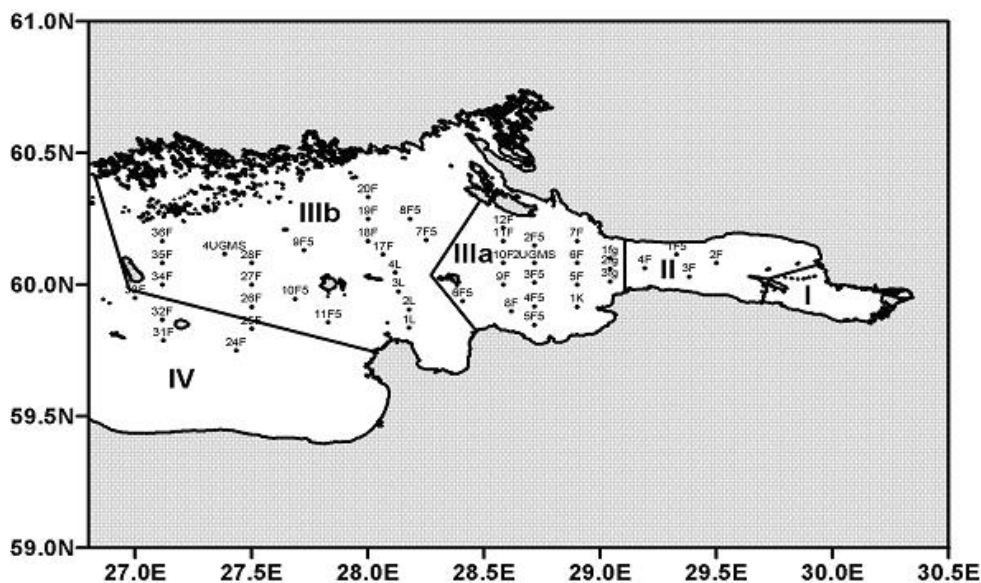 61.0N
60.5N
60.0N
59.5N
59.0N
27.0E 27.5E 28.0E 28.5E 29.0E 29.5E 30.0E 30.5E
20F
IIIb 19F 8F5
12F
36F 18F 7F5 11F 7F
4UGMS 9F5 17F IIIa 2F5 1F5
35F 28F 10F2UGMS 6F 4F II 2F
4L
34F 27F 3L 9F 3F5 5F 3F I
10F5 6F5
26F 2L 8F 4F5 1K
32F 11F5
31F 25F 1L 5F5
24F
IV